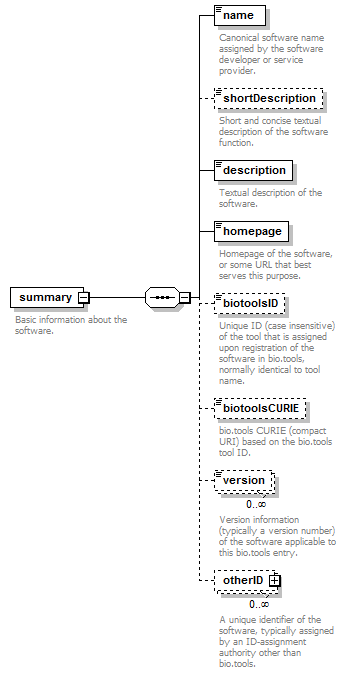 name
Canonical software name
assigned by the software
developer or service
provider.
shortDescription
Short and concise textual
description of the software
function.
description
Textual description of the
software.
homepage
Homepage of the software,
or some URL that best
serves this purpose.
summary
Basic information about the
software.
biotoolsID
Unique ID (case insensitive)
of the tool that is assigned
upon registration of the
software in bio.tools,
normally identical to tool
name.
biotoolsCURIE
bio.tools CURIE (compact
URI) based on the bio.tools
tool ID.
version
0..∞
Version information
(typically a version number)
of the software applicable to
this bio.tools entry.
otherID
0..∞
A unique identifier of the
software, typically assigned
by an ID-assignment
authority other than
bio.tools.